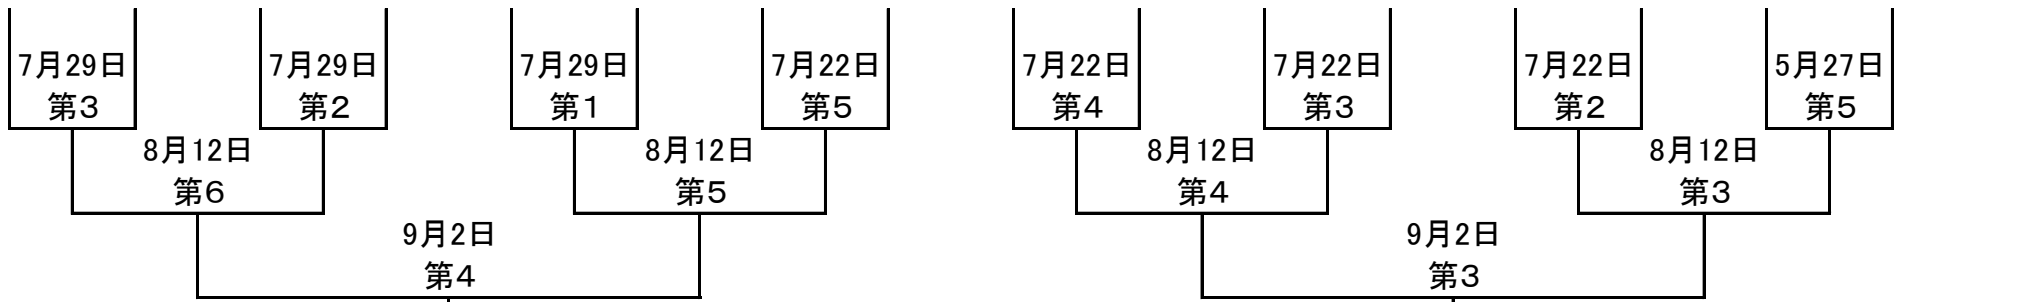 7月29日 7月29日 7月29日 7月22日 7月22日 7月22日 7月22日 5月27日
第３ 第２ 第１ 第５ 第４ 第３ 第２ 第５
8月12日 8月12日 8月12日 8月12日
第６ 第５ 第４ 第３
9月2日 9月2日
第４ 第３